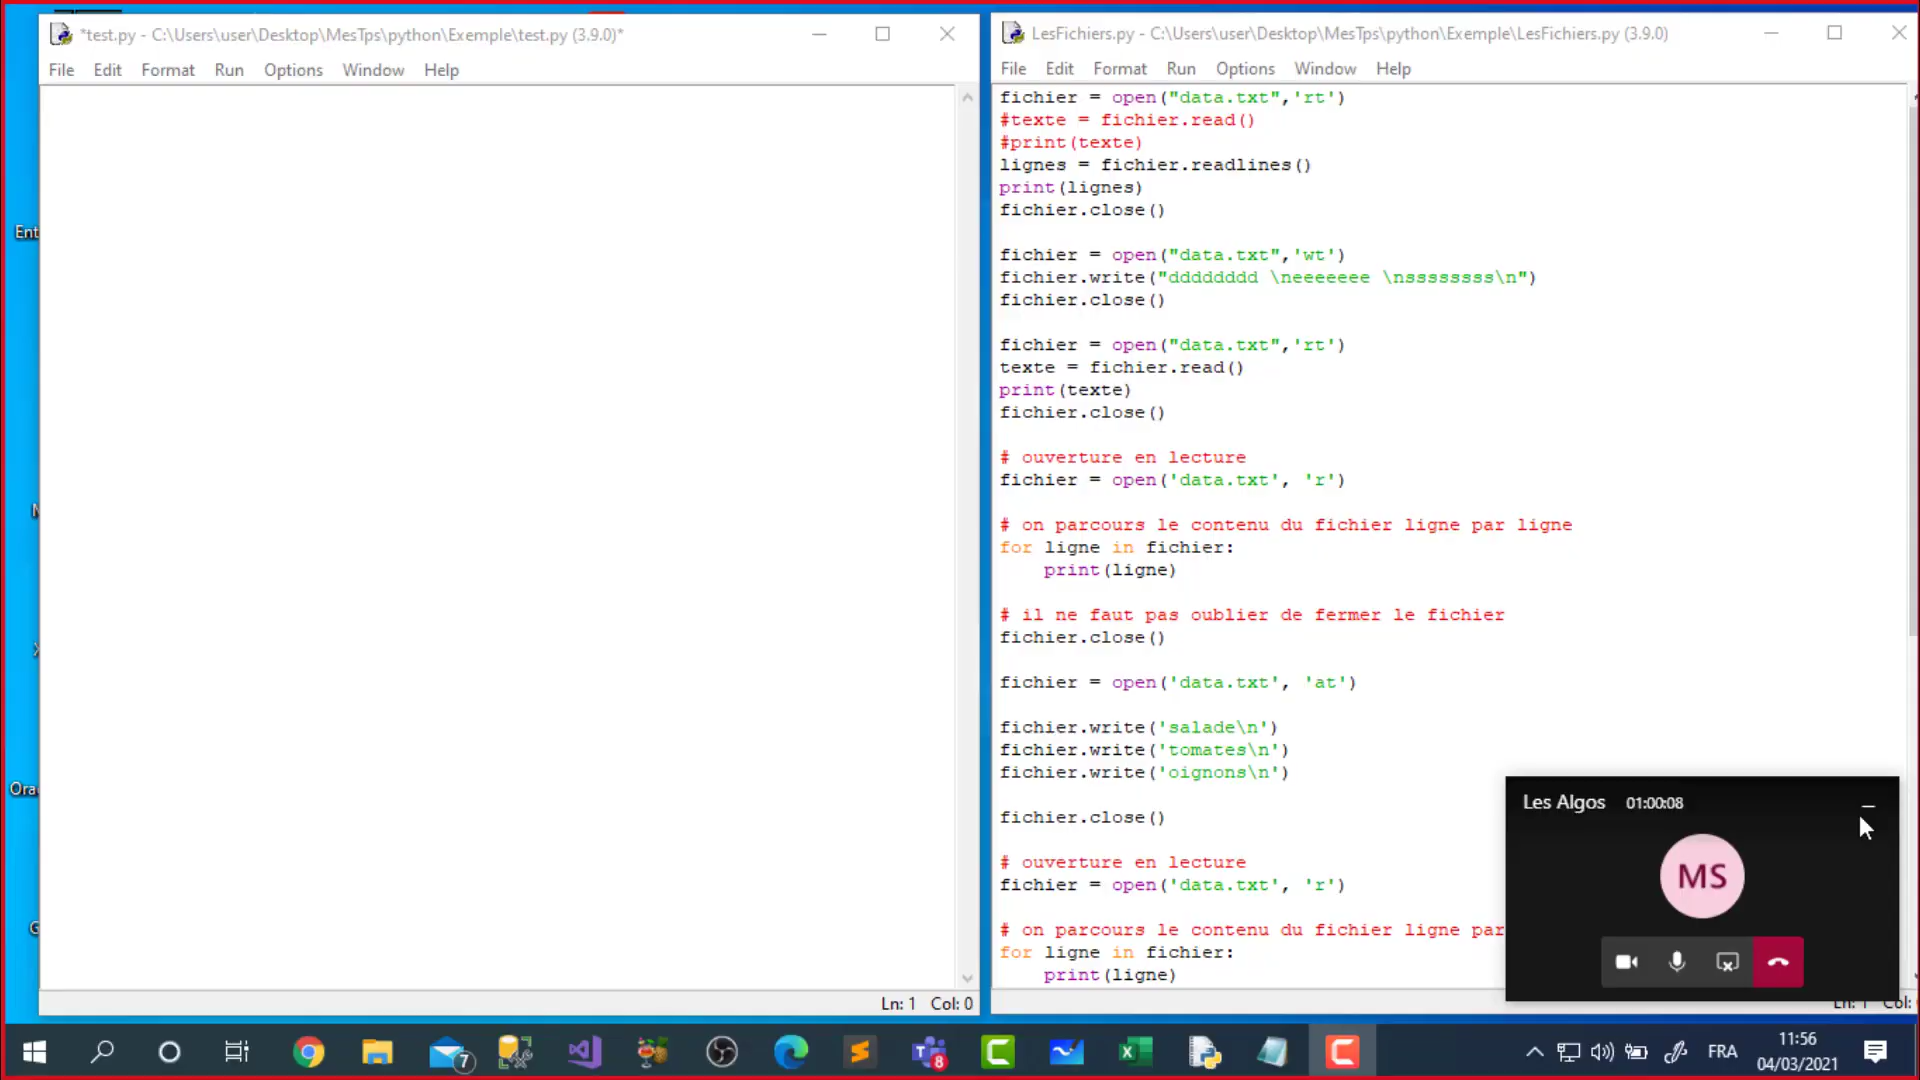 *test.py - C:\Users\user\Desktop\MesTps\python\Exemple\test.py (3.9.0)*
File Edit Format Run Options Window Help
Ln: 1 Col: 0
LesFichiers.py - C:\Users\user\Desktop\MesTps\python\Exemple\LesFichiers.py (3.9.0)
File Edit Format Run Options Window Help
fichier = open("data.txt",'rt')
#texte = fichier.read()
#print(texte)
lignes = fichier.readlines()
print(lignes)
fichier.close()
fichier = open("data.txt",'wt')
fichier.write("dddddddd \neeeeeee \nssssssss\n")
fichier.close()
fichier = open("data.txt",'rt')
texte = fichier.read()
print(texte)
fichier.close()
# ouverture en lecture
fichier = open('data.txt', 'r')
# on parcours le contenu du fichier ligne par ligne
for ligne in fichier:
    print(ligne)
# il ne faut pas oublier de fermer le fichier
fichier.close()
fichier = open('data.txt', 'at')
fichier.write('salade\n')
fichier.write('tomates\n')
fichier.write('oignons\n')
fichier.close()
# ouverture en lecture
fichier = open('data.txt', 'r')
# on parcours le contenu du fichier ligne par
for ligne in fichier:
    print(ligne)
Ln: 1 Col:
Les Algos 01:00:08
MS
Ent
Ora
7
8
FRA
11:56
04/03/2021